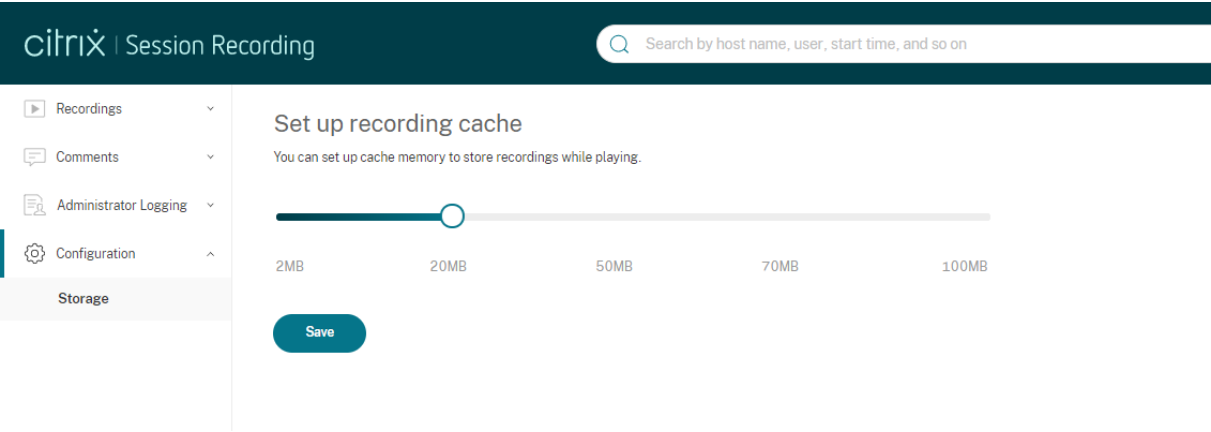 citrix | Session Recording
Search by host name, user, start time, and so on
Recordings
Comments
Administrator Logging
Configuration
Storage
Set up recording cache
You can set up cache memory to store recordings while playing.
2MB 20MB 50MB 70MB 100MB
Save